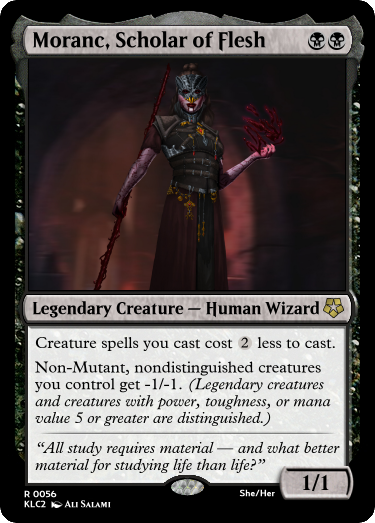 Moranc, Scholar of Flesh
Legendary Creature — Human Wizard
Creature spells you cast cost 2 less to cast.
Non-Mutant, nondistinguished creatures
you control get -1/-1. (Legendary creatures
and creatures with power, toughness, or mana
value 5 or greater are distinguished.)
“All study requires material — and what better
material for studying life than life?”
1/1
R 0056
She/Her
KLC2 Ali Salami